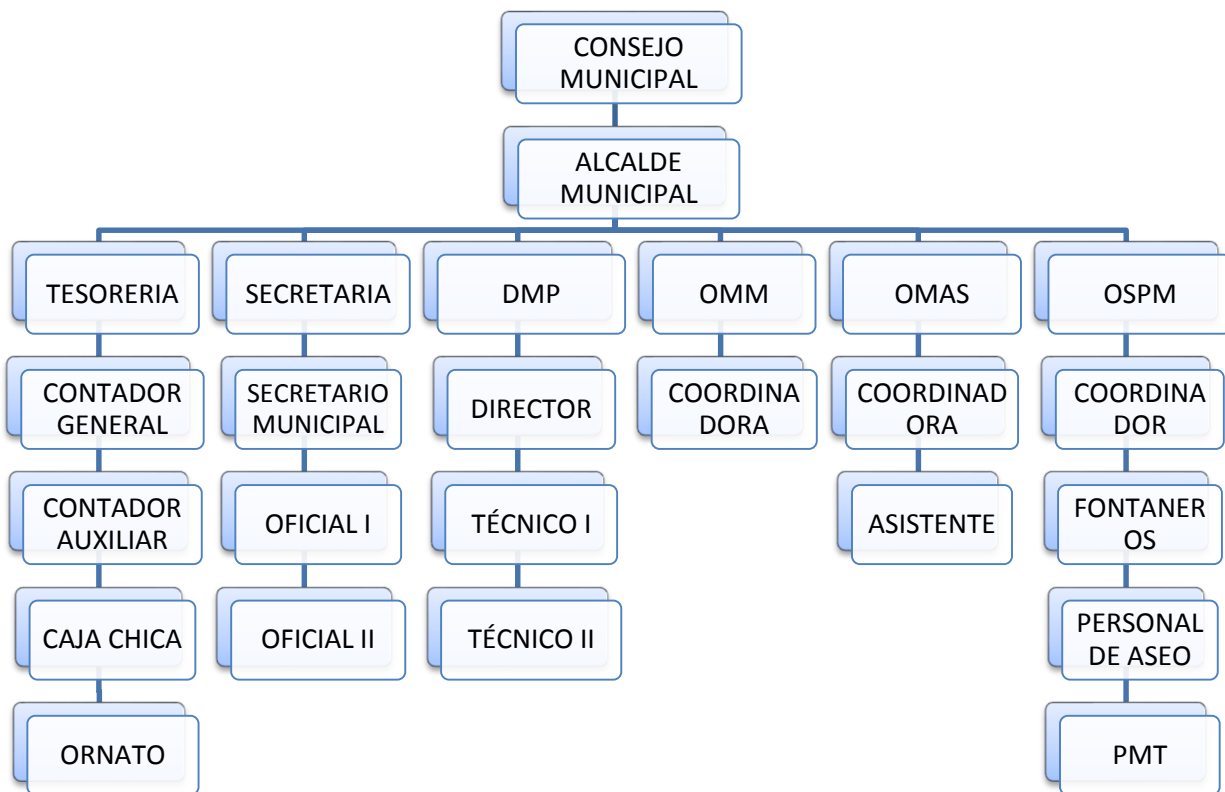 CONSEJO
MUNICIPAL
ALCALDE
MUNICIPAL
TESORERIA
SECRETARIA
DMP
OMM
OMAS
OSPM
CONTADOR
GENERAL
SECRETARIO
MUNICIPAL
DIRECTOR
COORDINA
DORA
COORDINAD
ORA
COORDINA
DOR
CONTADOR
AUXILIAR
OFICIAL I
TÉCNICO I
ASISTENTE
FONTANER
OS
CAJA CHICA
OFICIAL II
TÉCNICO II
PERSONAL
DE ASEO
ORNATO
PMT